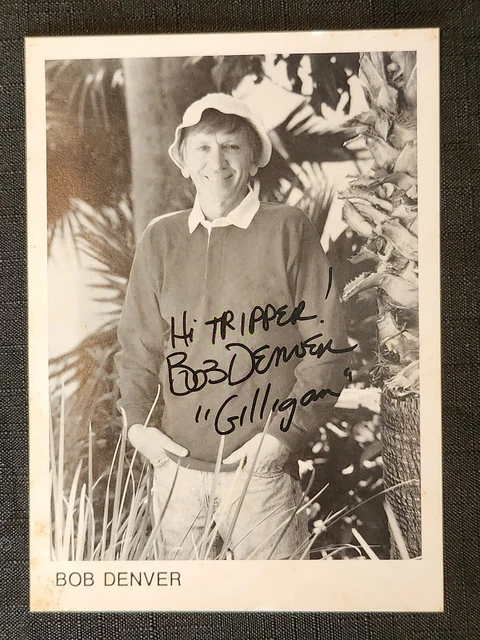 Hi TRIPPER!
BOB DENVER
"Gilligan"
BOB DENVER